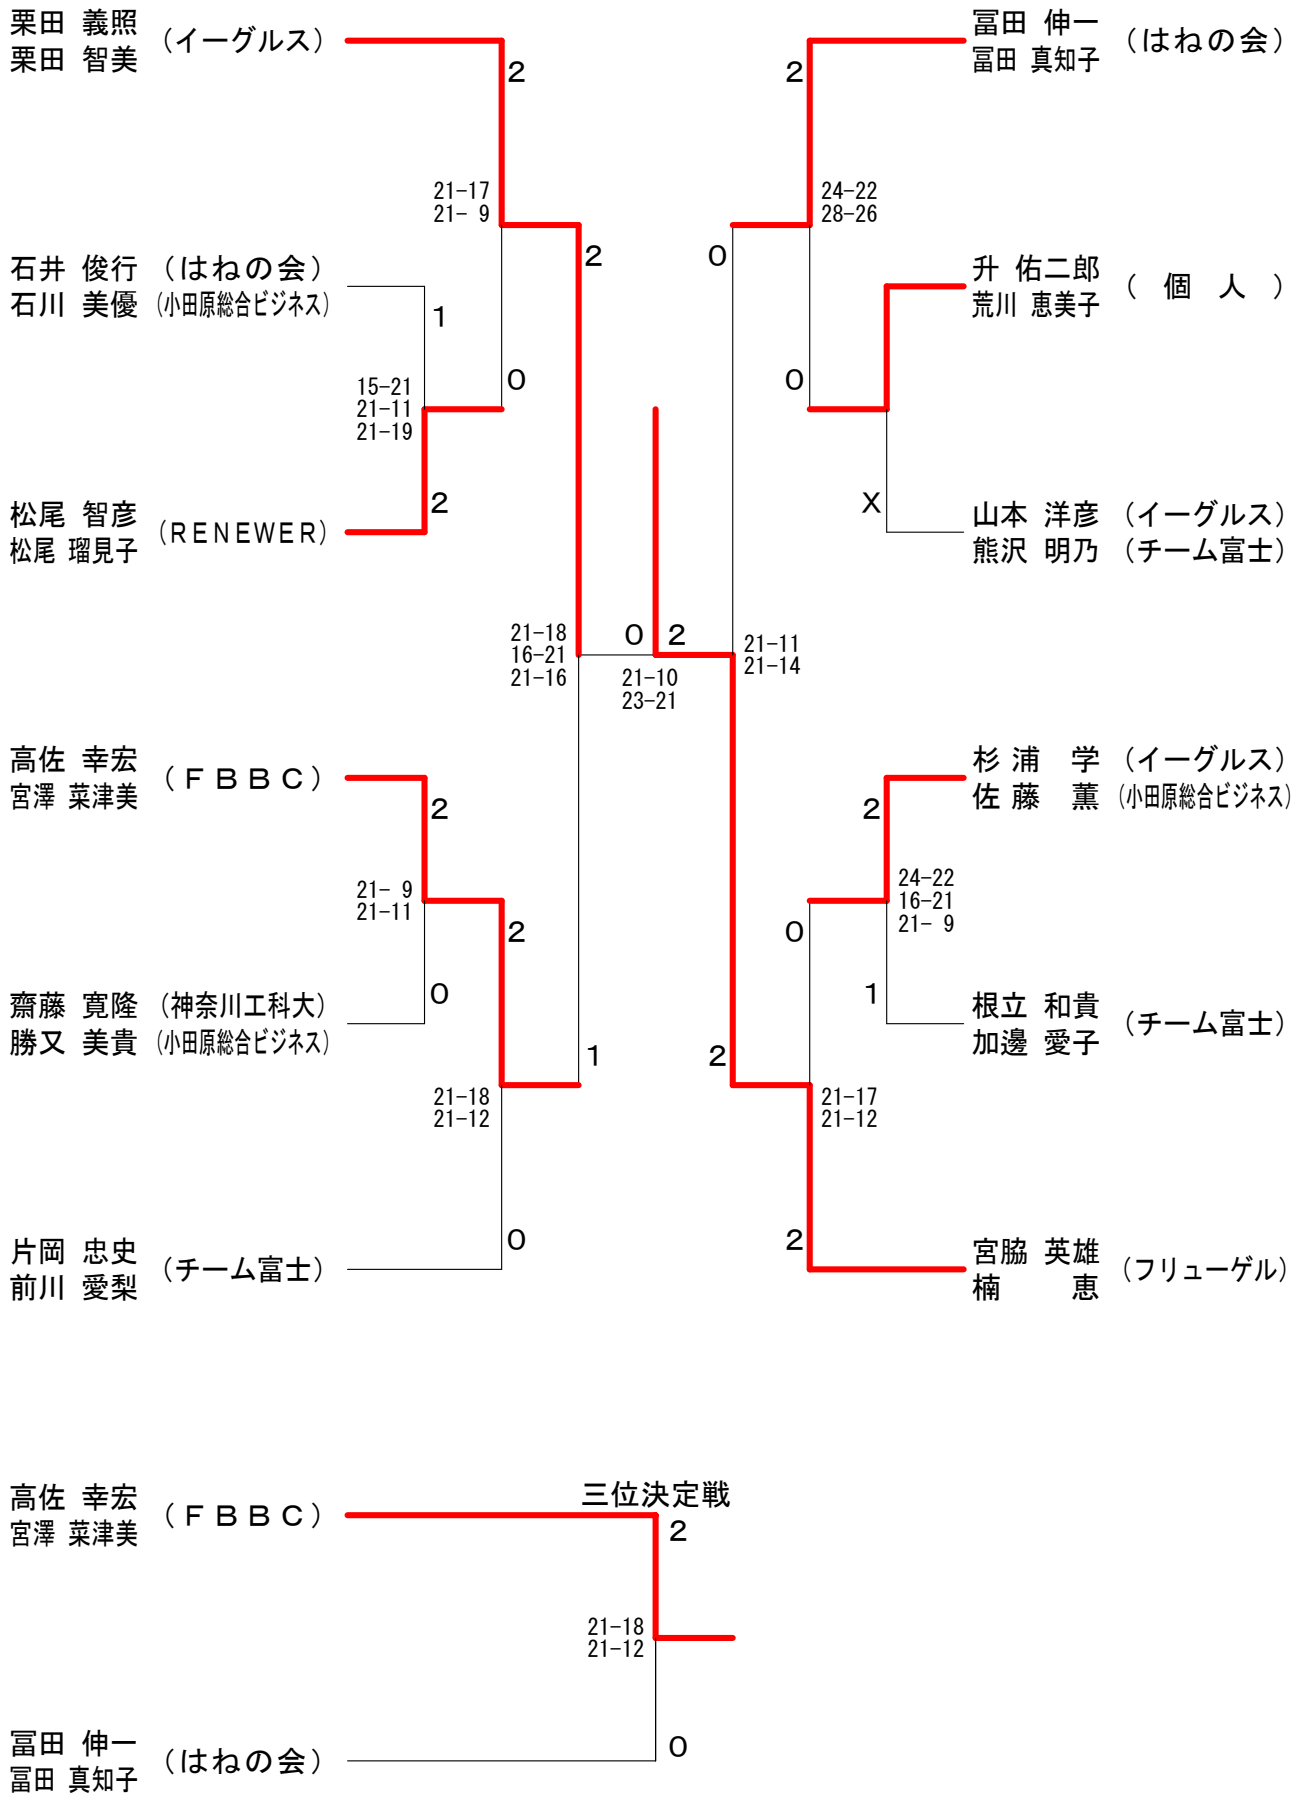 栗田 義照
栗田 智美
(イーグルス)
2
21-17
21- 9
石井 俊行 (はねの会)
石川 美優 (小田原総合ビジネス)
1
0
15-21
21-11
21-19
松尾 智彦
松尾 瑠見子
(RENEWER)
2
2
21-18
16-21
21-16
高佐 幸宏
宮澤 菜津美
(FBBC)
2
21- 9
21-11
2
齋藤 寛隆 (神奈川工科大)
勝又 美貴 (小田原総合ビジネス)
0
1
21-18
21-12
片岡 忠史
前川 愛梨
(チーム富士)
0
0 2
21-10
23-21
冨田 伸一
冨田 真知子
(はねの会)
2
24-22
28-26
0
升 佑二郎
荒川 恵美子
(個人)
0
X
山本 洋彦 (イーグルス)
熊沢 明乃 (チーム富士)
21-11
21-14
杉浦 学 (イーグルス)
佐藤 薫 (小田原総合ビジネス)
2
24-22
16-21
21- 9
0
1
根立 和貴
加邊 愛子
(チーム富士)
2
21-17
21-12
2
宮脇 英雄
楠 恵
(フリューゲル)
三位決定戦
高佐 幸宏
宮澤 菜津美
(FBBC)
2
21-18
21-12
冨田 伸一
冨田 真知子
(はねの会)
0